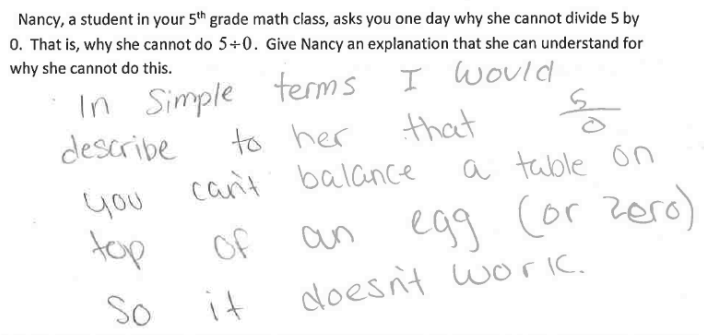 Nancy, a student in your 5th grade math class, asks you one day why she cannot divide 5 by
0. That is, why she cannot do 5÷0. Give Nancy an explanation that she can understand for
why she cannot do this.
In Simple terms I would
describe to her that 5/0
you can't balance a table on
top of an egg (or zero)
So it doesn't work.